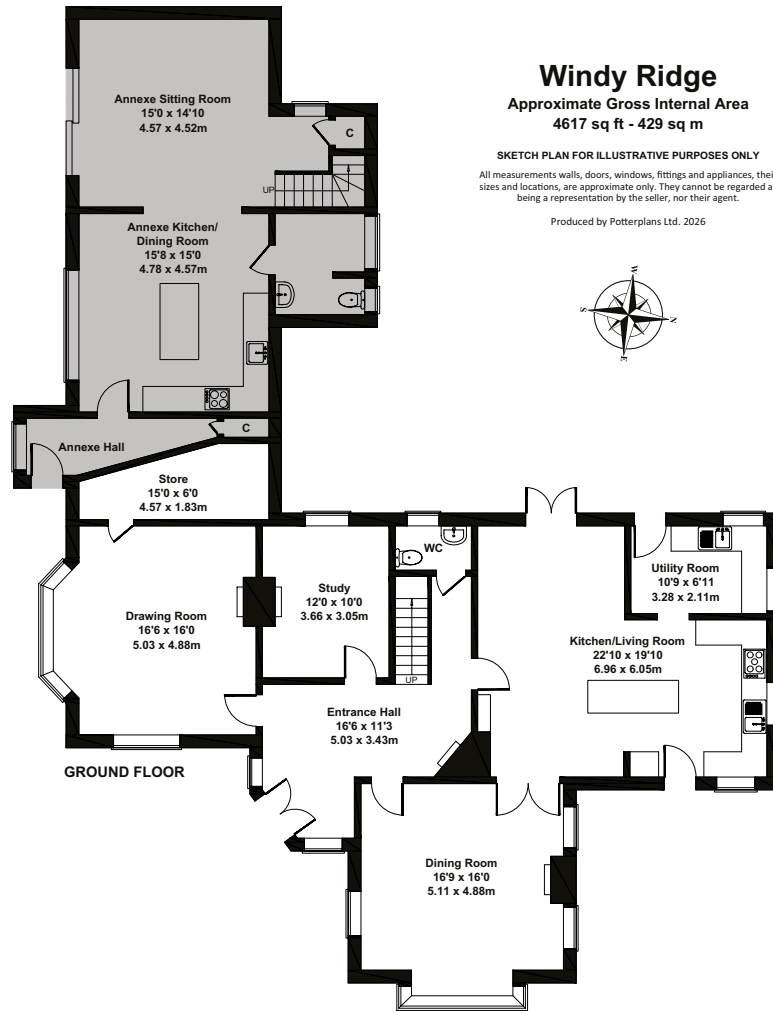 Windy Ridge
Approximate Gross Internal Area
4617 sq ft - 429 sq m
SKETCH PLAN FOR ILLUSTRATIVE PURPOSES ONLY
All measurements walls, doors, windows, fittings and appliances, thei
sizes and locations, are approximate only. They cannot be regarded a
being a representation by the seller, nor their agent.
Produced by Potterplans Ltd. 2026
W
S
N
E
Annexe Sitting Room
15'0 x 14'10
4.57 x 4.52m
C
UP
Annexe Kitchen/
Dining Room
15'8 x 15'0
4.78 x 4.57m
Annexe Hall
C
Store
15'0 x 6'0
4.57 x 1.83m
Drawing Room
16'6 x 16'0
5.03 x 4.88m
Study
12'0 x 10'0
3.66 x 3.05m
WC
UP
Utility Room
10'9 x 6'11
3.28 x 2.11m
Kitchen/Living Room
22'10 x 19'10
6.96 x 6.05m
Entrance Hall
16'6 x 11'3
5.03 x 3.43m
GROUND FLOOR
Dining Room
16'9 x 16'0
5.11 x 4.88m